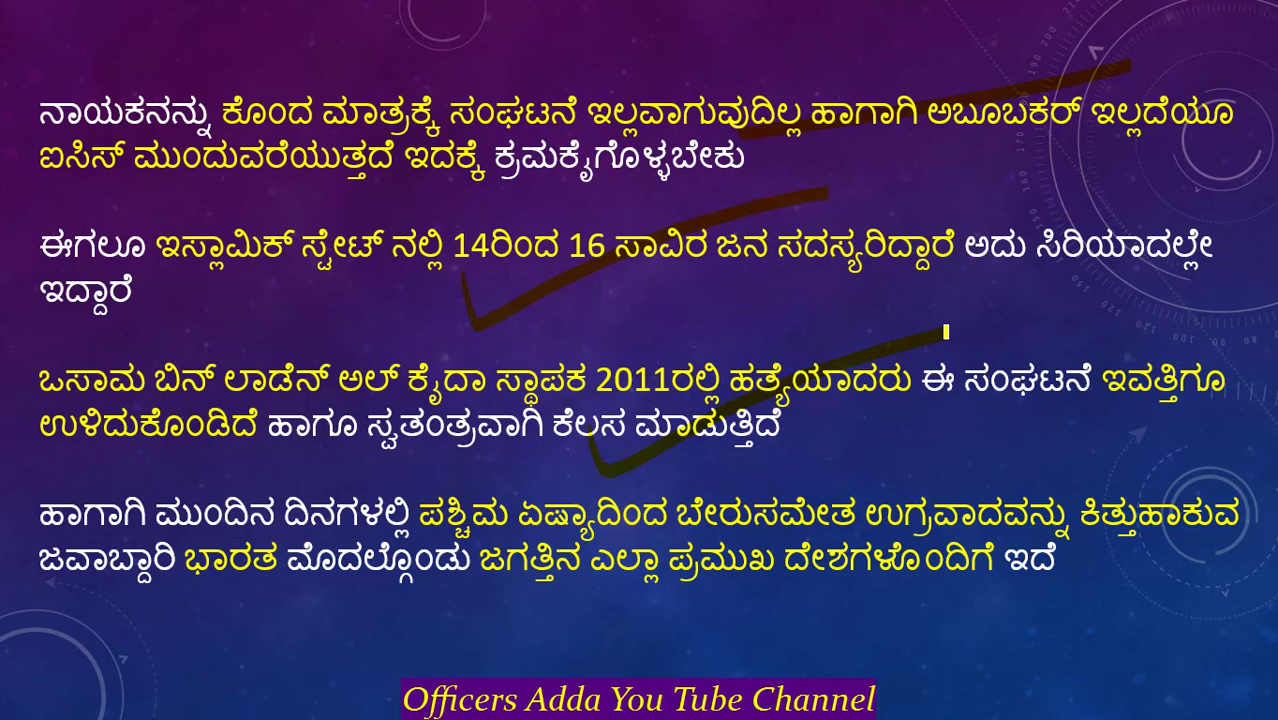 ನಾಯಕನನ್ನು ಕೊಂದ ಮಾತ್ರಕ್ಕೆ ಸಂಘಟನೆ ಇಲ್ಲವಾಗುವುದಿಲ್ಲ ಹಾಗಾಗಿ ಅಬೂಬಕರ್ ಇಲ್ಲದೆಯೂ
ಐಸಿಸ್ ಮುಂದುವರೆಯುತ್ತದೆ ಇದಕ್ಕೆ ಕ್ರಮಕೈಗೊಳ್ಳಬೇಕು
ಈಗಲೂ ಇಸ್ಲಾಮಿಕ್ ಸ್ಟೇಟ್ ನಲ್ಲಿ 14ರಿಂದ 16 ಸಾವಿರ ಜನ ಸದಸ್ಯರಿದ್ದಾರೆ ಅದು ಸಿರಿಯಾದಲ್ಲೇ
ಇದ್ದಾರೆ
ಒಸಾಮ ಬಿನ್ ಲಾಡೆನ್ ಅಲ್ ಕೈದಾ ಸ್ಥಾಪಕ 2011ರಲ್ಲಿ ಹತ್ಯೆಯಾದರು ಈ ಸಂಘಟನೆ ಇವತ್ತಿಗೂ
ಉಳಿದುಕೊಂಡಿದೆ ಹಾಗೂ ಸ್ವತಂತ್ರವಾಗಿ ಕೆಲಸ ಮಾಡುತ್ತಿದೆ
ಹಾಗಾಗಿ ಮುಂದಿನ ದಿನಗಳಲ್ಲಿ ಪಶ್ಚಿಮ ಏಷ್ಯಾದಿಂದ ಬೇರುಸಮೇತ ಉಗ್ರವಾದವನ್ನು ಕಿತ್ತುಹಾಕುವ
ಜವಾಬ್ದಾರಿ ಭಾರತ ಮೊದಲ್ಗೊಂಡು ಜಗತ್ತಿನ ಎಲ್ಲಾ ಪ್ರಮುಖ ದೇಶಗಳೊಂದಿಗೆ ಇದೆ
Officers Adda You Tube Channel